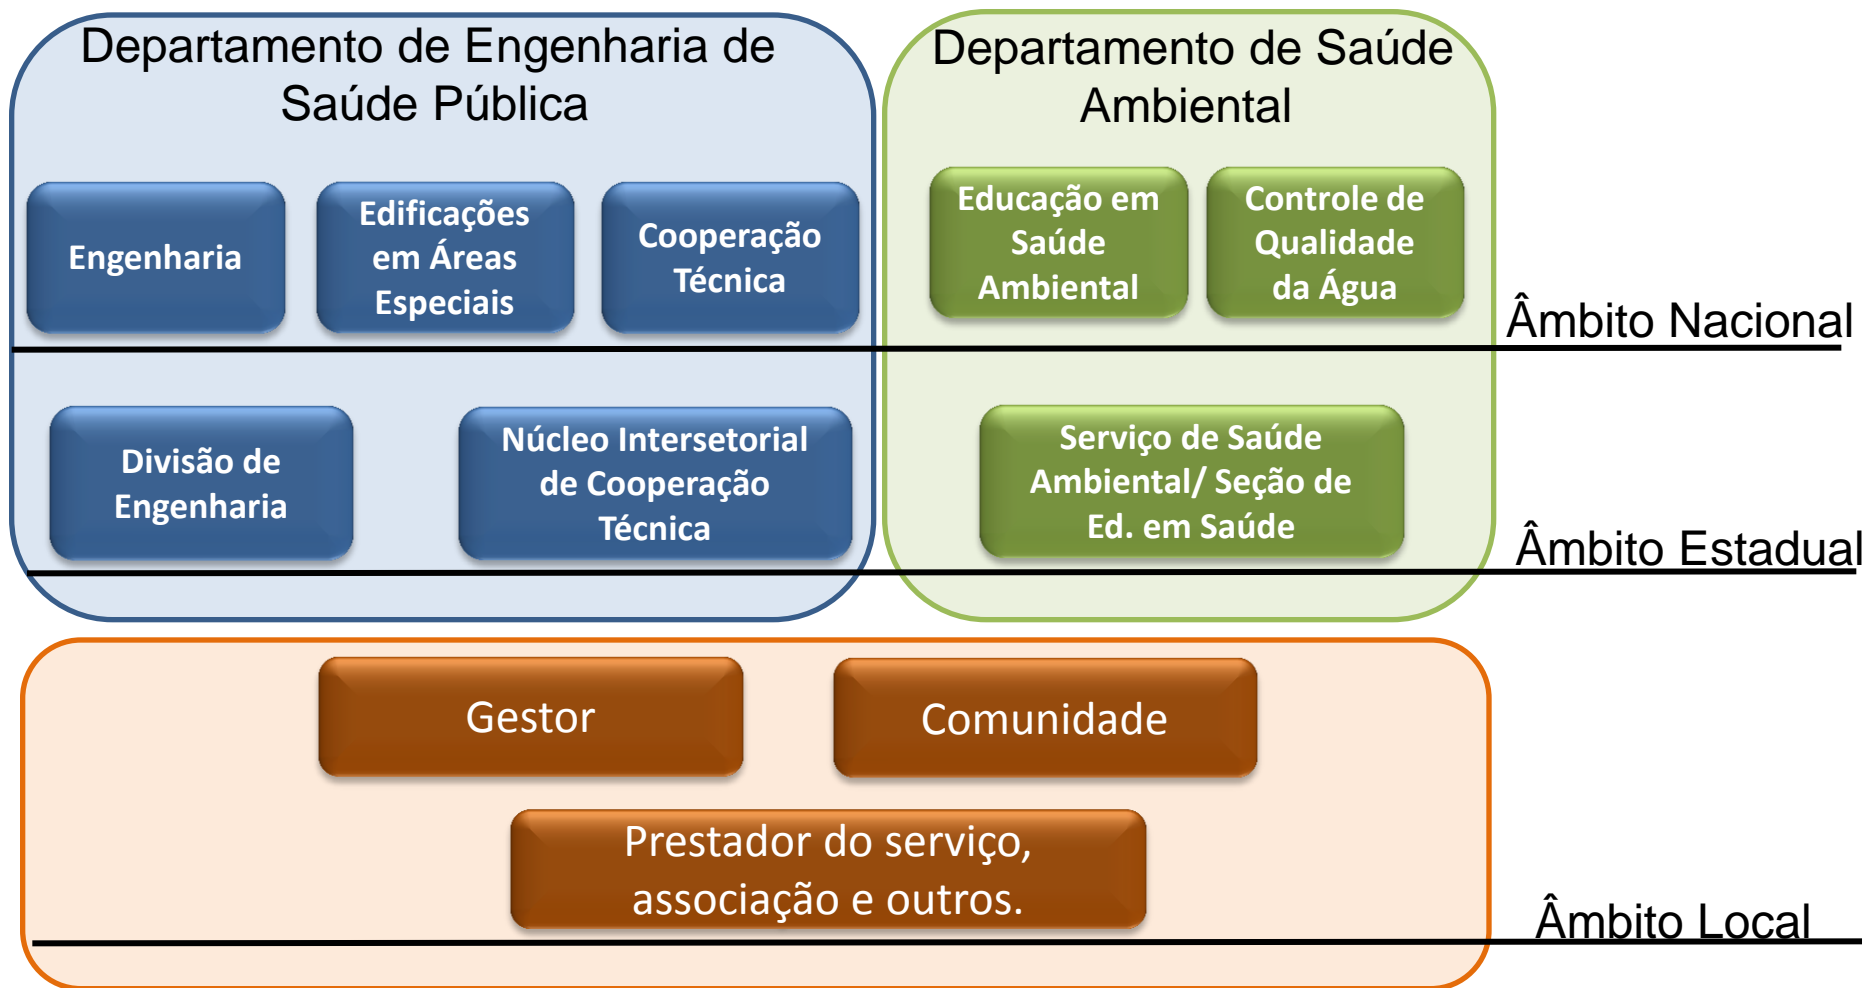 Departamento de Engenharia de
Saúde Pública
Departamento de Saúde
Ambiental
Engenharia
Edificações
em Áreas
Especiais
Cooperação
Técnica
Educação em
Saúde
Ambiental
Controle de
Qualidade
da Água
Âmbito Nacional
Divisão de
Engenharia
Núcleo Intersetorial
de Cooperação
Técnica
Serviço de Saúde
Ambiental/ Seção de
Ed. em Saúde
Âmbito Estadual
Gestor
Comunidade
Prestador do serviço,
associação e outros.
Âmbito Local